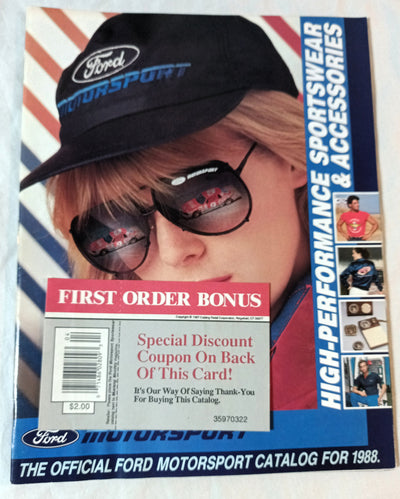 Ford
MOTORSPORT
MOTORSPORT
HIGH-PERFORMANCE SPORTSWEAR
& ACCESSORIES
FIRST ORDER BONUS
Special Discount
Coupon On Back
Of This Card!
It's Our Way Of Saying Thank-You
For Buying This Catalog.
$2.00
35970322
Ford MOTORSPORT
THE OFFICIAL FORD MOTORSPORT CATALOG FOR 1988.